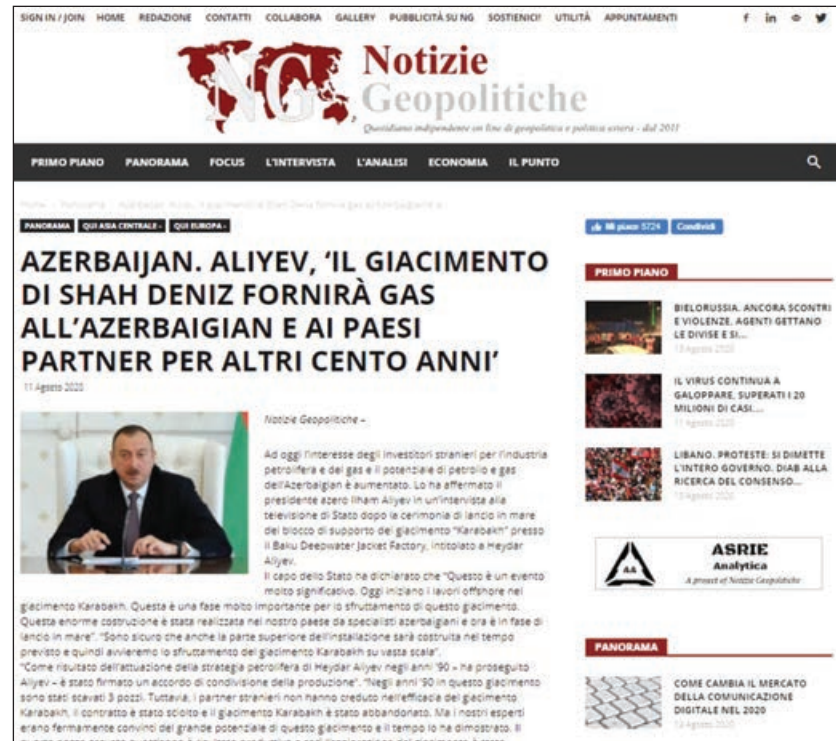 SIGN IN / JOIN HOME REDAZIONE CONTATTI COLLABORA GALLERY PUBBLICITÀ SU NG SOSTIENICI! UTILITÀ APPUNTAMENTI
NG
Notizie
Geopolitiche
Quotidiano indipendente on line di geopolitica e politica estera - dal 2011
PRIMO PIANO PANORAMA FOCUS L'INTERVISTA L'ANALISI ECONOMIA IL PUNTO
PANORAMA QUI ASIA CENTRALE - QUI EUROPA -
AZERBAIJAN. ALIYEV, ‘IL GIACIMENTO
DI SHAH DENIZ FORNIRÀ GAS
ALL’AZERBAIGIAN E AI PAESI
PARTNER PER ALTRI CENTO ANNI’
11 Agosto 2020
Notizie Geopolitiche –
Ad oggi l'interesse degli investitori stranieri per l'industria
petrolifera e del gas e il potenziale di petrolio e gas
dell'Azerbaigian è aumentato. Lo ha affermato il
presidente azero Ilham Aliyev in un'intervista alla
televisione di Stato dopo la cerimonia di lancio in mare
del blocco di supporto del giacimento "Karabakh" presso
il Baku Deepwater Jacket Factory, intitolato a Heydar
Aliyev.
Il capo dello Stato ha dichiarato che "Questo è un evento
molto significativo. Oggi iniziano i lavori offshore nel
giacimento Karabakh. Questa è una fase molto importante per lo sfruttamento di questo giacimento.
Questa enorme costruzione è stata realizzata nel nostro paese da specialisti azerbaigiani e ora è in fase di
lancio in mare". "Sono sicuro che anche la parte superiore dell'installazione sarà costruita nel tempo
previsto e quindi avvieremo lo sfruttamento del giacimento Karabakh su vasta scala".
"Come risultato dell'attuazione della strategia petrolifera di Heydar Aliyev negli anni '90 – ha proseguito
Aliyev – è stato firmato un accordo di condivisione della produzione". "Negli anni '90 in questo giacimento
sono stati scavati 3 pozzi. Tuttavia, i partner stranieri non hanno creduto nell'efficacia del giacimento
Karabakh, il contratto è stato sciolto e il giacimento Karabakh è stato abbandonato. Ma i nostri esperti
erano fermamente convinti del grande potenziale di questo giacimento e il tempo lo ha dimostrato. Il
Mi piace 5724 Condividi
PRIMO PIANO
BIELORUSSIA. ANCORA SCONTRI
E VIOLENZE. AGENTI GETTANO
LE DIVISE E SI...
13 Agosto 2020
IL VIRUS CONTINUA A
GALOPPARE, SUPERATI I 20
MILIONI DI CASI....
11 Agosto 2020
LIBANO. PROTESTE: SI DIMETTE
L'INTERO GOVERNO. DIAB ALLA
RICERCA DEL CONSENSO...
AA
ASRIE
Analytica
A project of Notizie Geopolitiche
PANORAMA
COME CAMBIA IL MERCATO
DELLA COMUNICAZIONE
DIGITALE NEL 2020